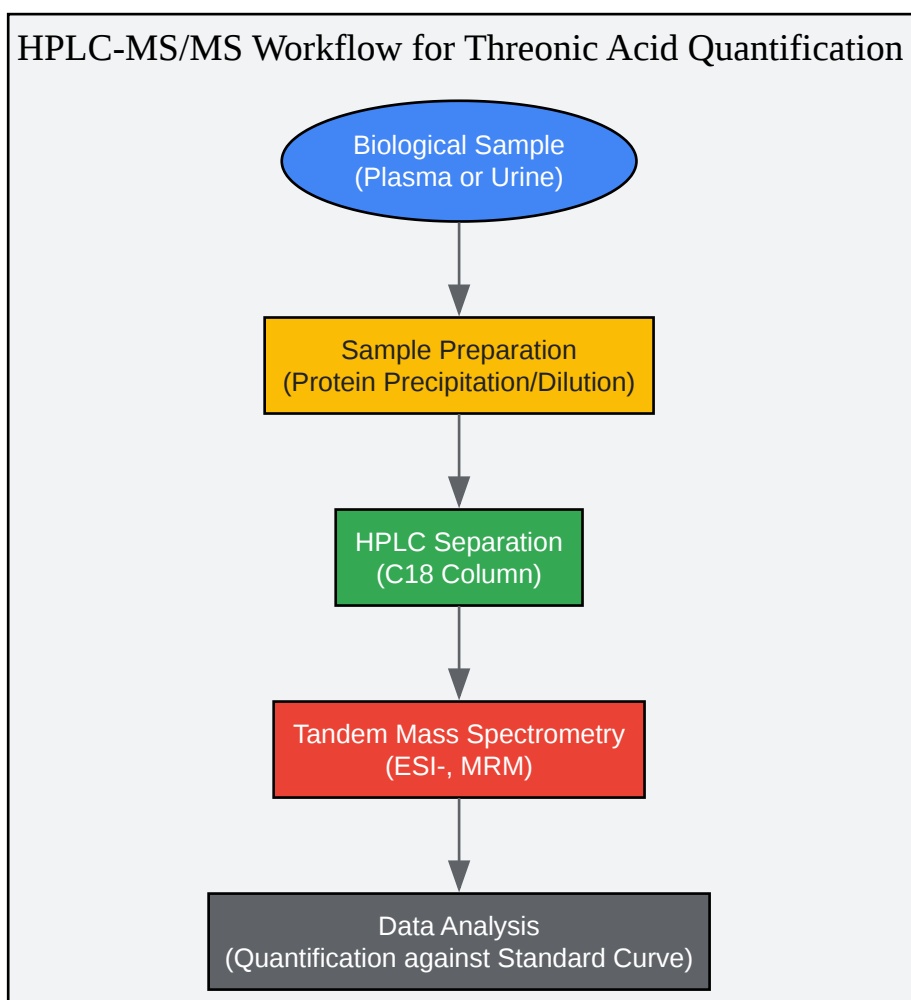 HPLC-MS/MS Workflow for Threonic Acid Quantification
Biological Sample
(Plasma or Urine)
Sample Preparation
(Protein Precipitation/Dilution)
HPLC Separation
(C18 Column)
Tandem Mass Spectrometry
(ESI-, MRM)
Data Analysis
(Quantification against Standard Curve)